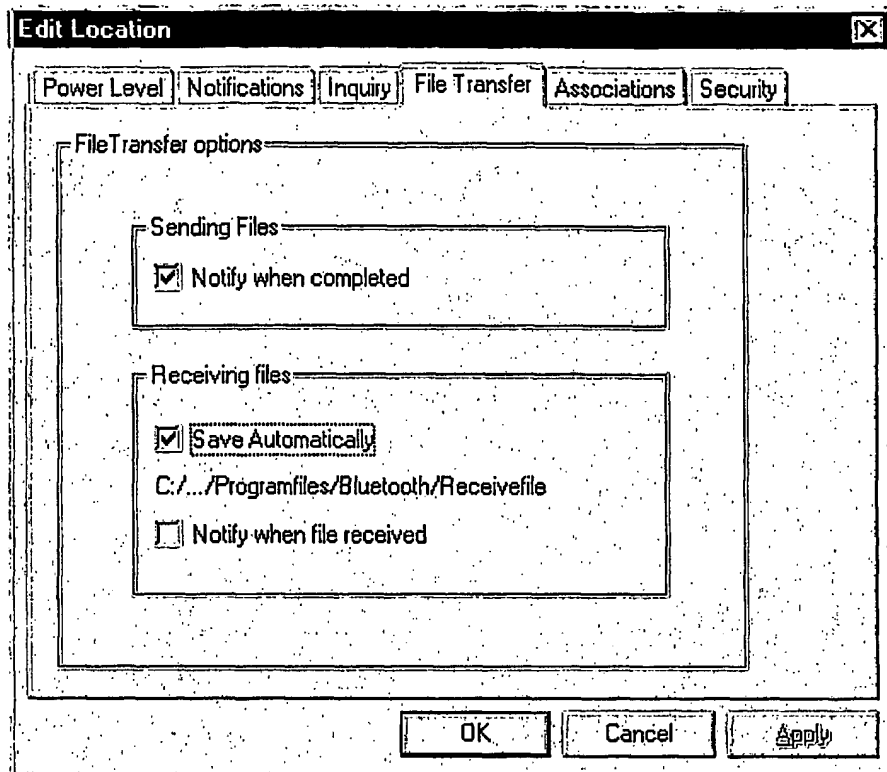 Edit Location
Power Level Notifications Inquiry File Transfer Associations Security
FileTransfer options
Sending Files
Notify when completed
Receiving files
Save Automatically
C:/.../Programfiles/Bluetooth/Receivefile
Notify when file received
OK Cancel Apply